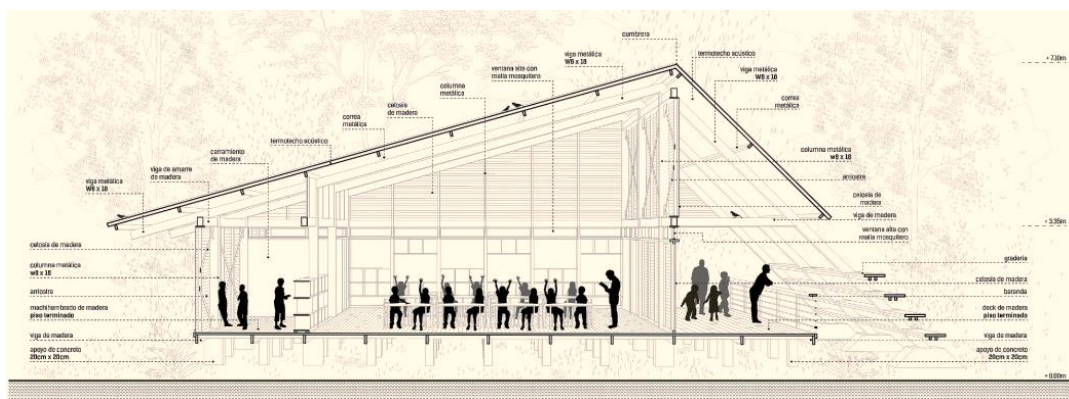 cumbrera
viga metálica
W8 x 18
termotecho acústico
ventana alta con
malla mosquitero
viga metálica
W8 x 18
columna
metálica
celosía
de madera
correa
metálica
correa
metálica
termotecho acústico
cerramiento
de madera
viga de amarre
de madera
viga metálica
W8 x 18
columna metálica
w8 x 18
arriostre
celosía de
madera
viga de madera
ventana alta con
malla mosquitero
+ 7.10m
+ 3.35m
celosía de madera
columna metálica
w8 x 18
arriostre
machihembrado de madera
piso terminado
viga de madera
apoyo de concreto
20cm x 20cm
gradería
celosía de madera
baranda
deck de madera
piso terminado
viga de madera
apoyo de concreto
20cm x 20cm
+ 0.00m